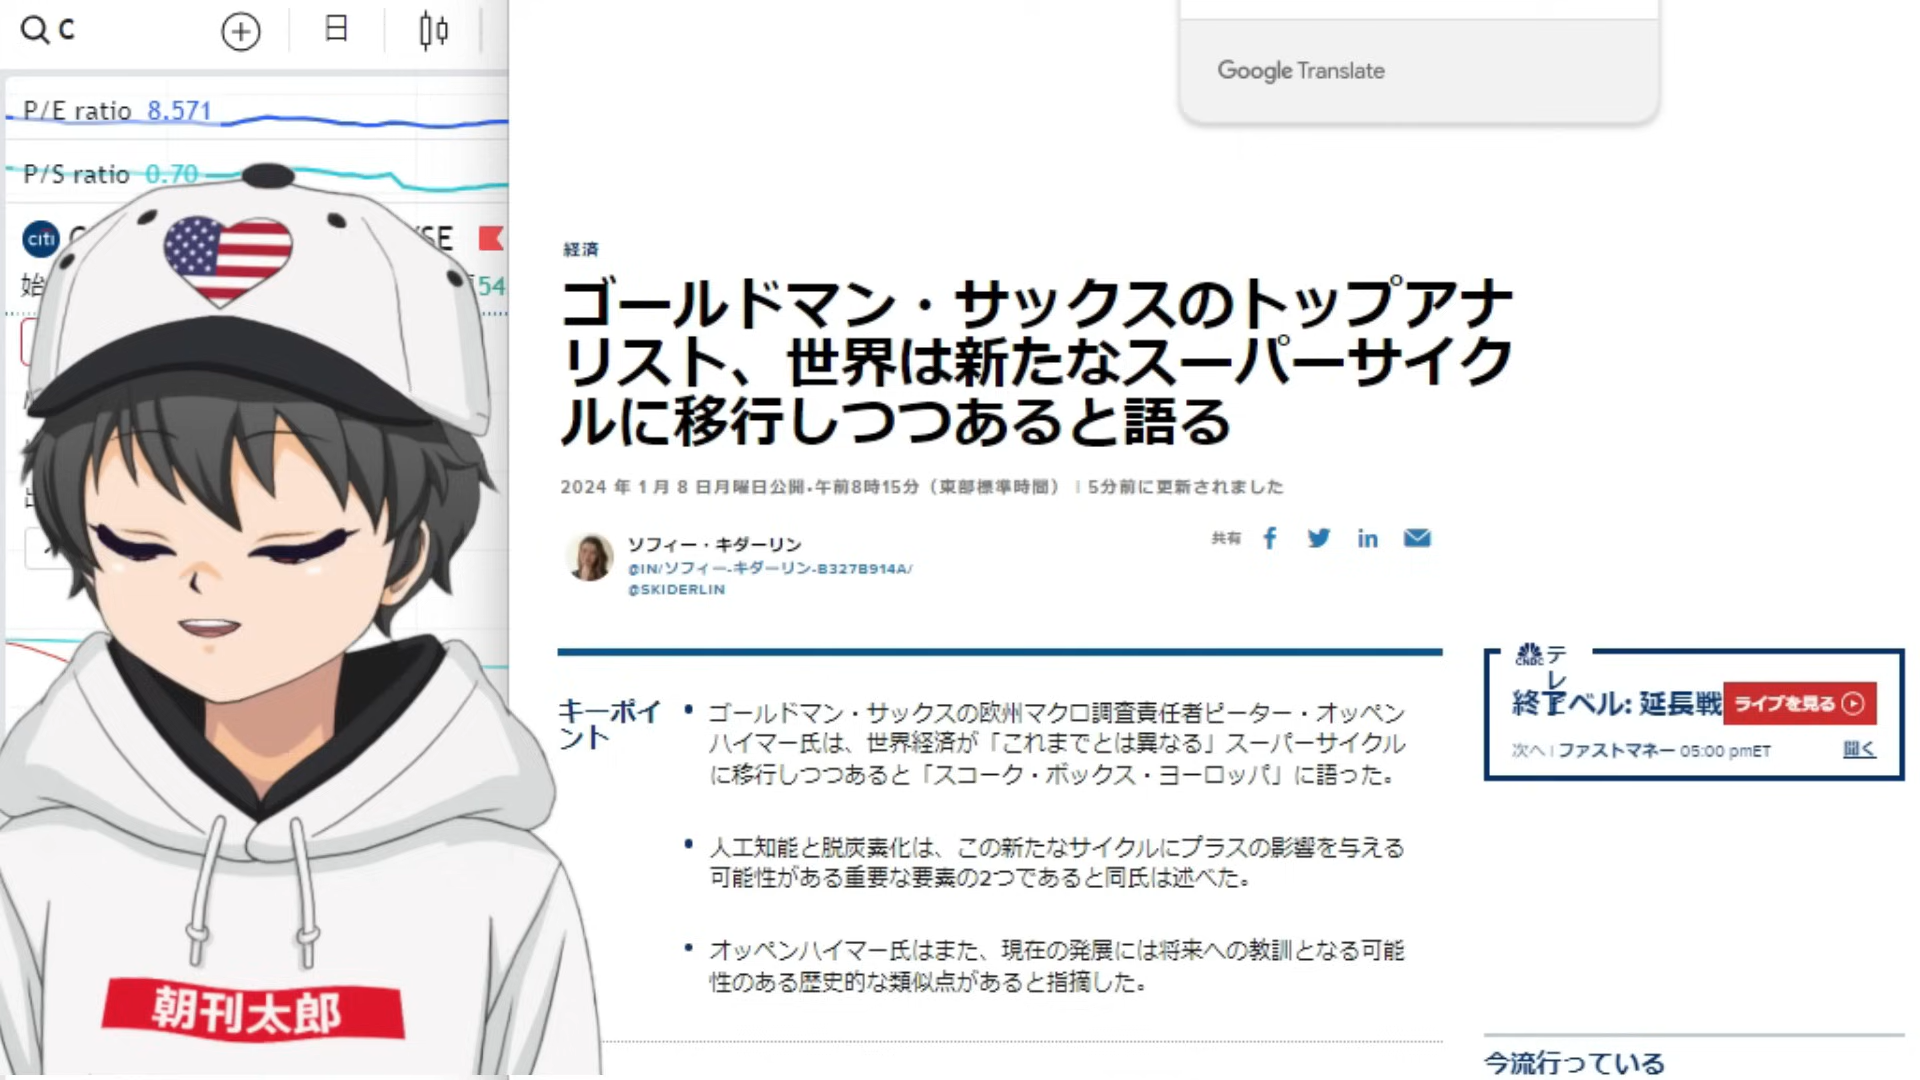 C
日
P/E ratio 8.571
P/S ratio 0.70
citi
SE
始
54
Google Translate
経済
ゴールドマン・サックスのトップアナ
リスト、世界は新たなスーパーサイク
ルに移行しつつあると語る
2024 年 1 月 8 日月曜日公開•午前8時15分（東部標準時間） | 5分前に更新されました
ソフィー・キダーリン
@IN/ソフィー-キダーリン-B327B914A/
@SKIDERLIN
共有
キーポイ
ント
• ゴールドマン・サックスの欧州マクロ調査責任者ピーター・オッペン
ハイマー氏は、世界経済が「これまでとは異なる」スーパーサイクル
に移行しつつあると「スコーク・ボックス・ヨーロッパ」に語った。
• 人工知能と脱炭素化は、この新たなサイクルにプラスの影響を与える
可能性がある重要な要素の2つであると同氏は述べた。
• オッペンハイマー氏はまた、現在の発展には将来への教訓となる可能
性のある歴史的な類似点があると指摘した。
CNBC テレ
終了ベル: 延長戦
ライブを見る
次へ | ファストマネー 05:00 pmET
聞く
今流行っている
朝刊太郎